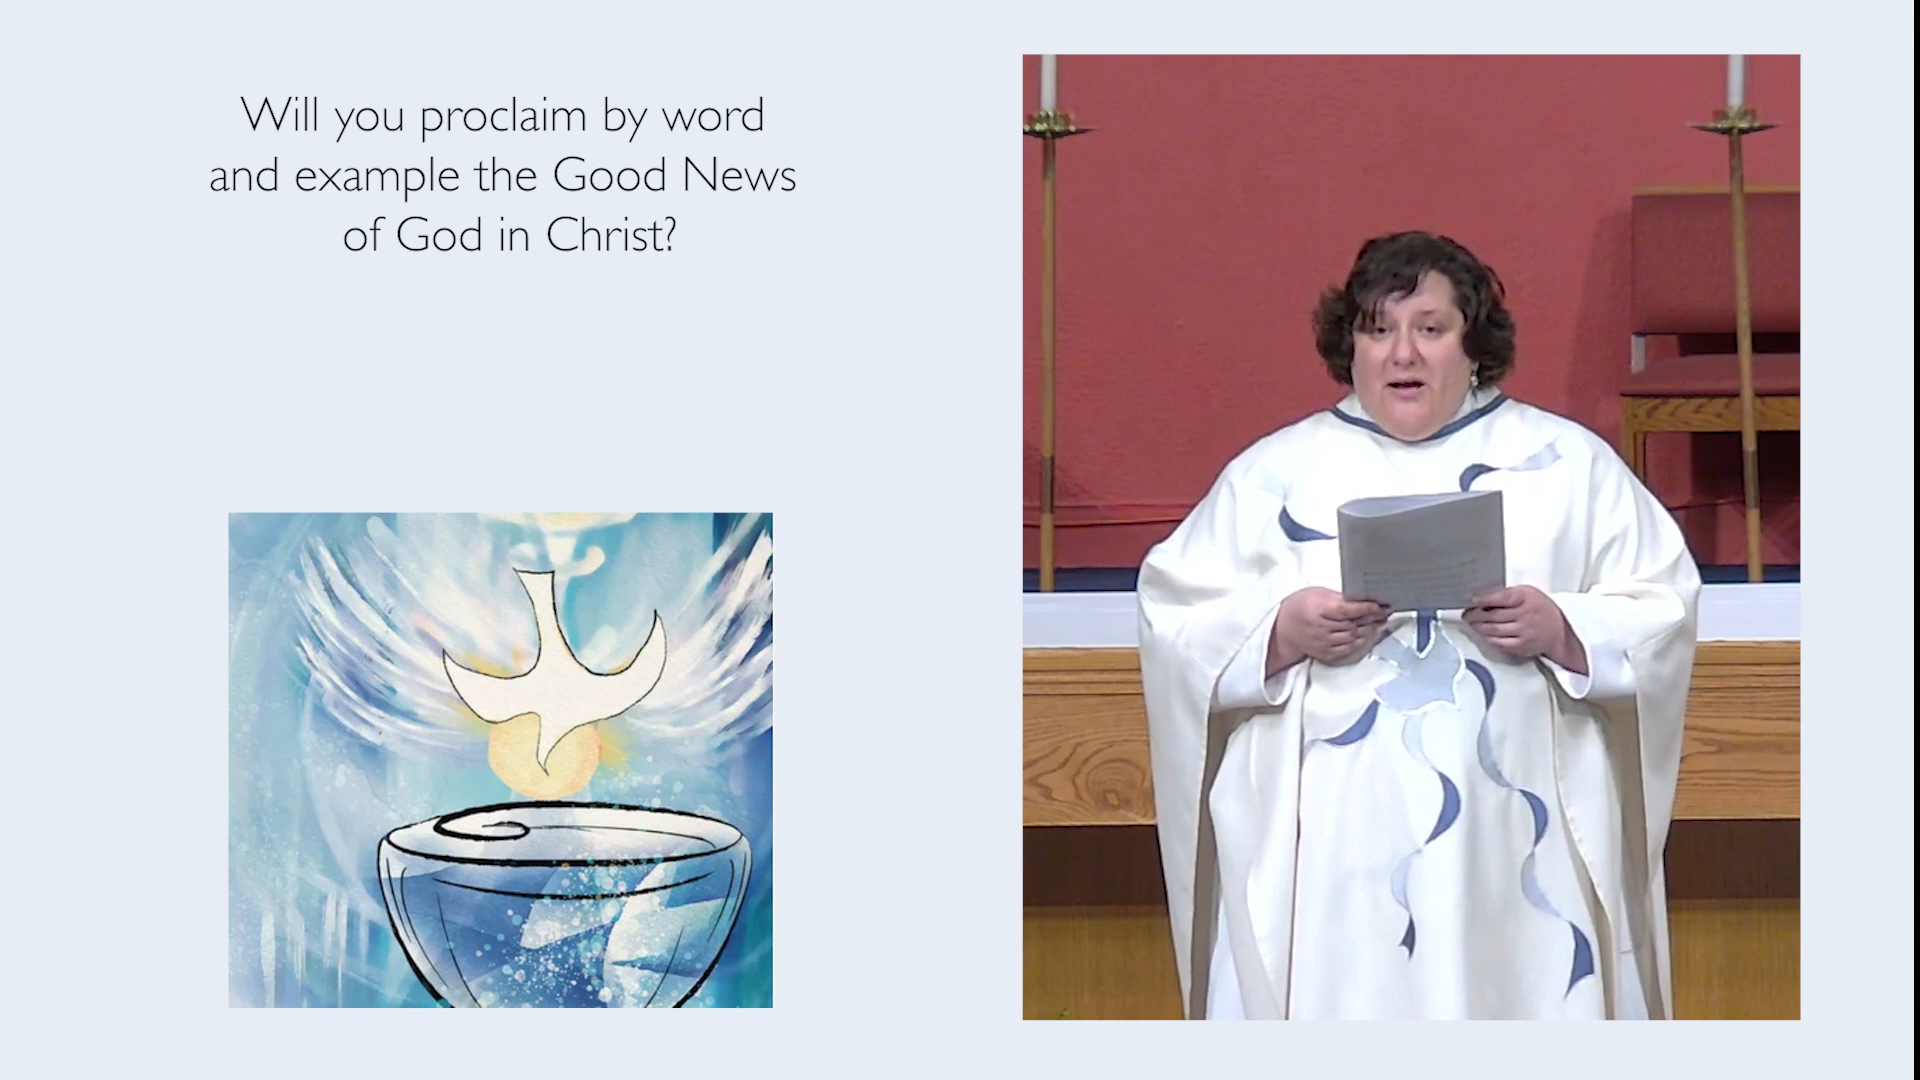 Will you proclaim by word
and example the Good News
of God in Christ?